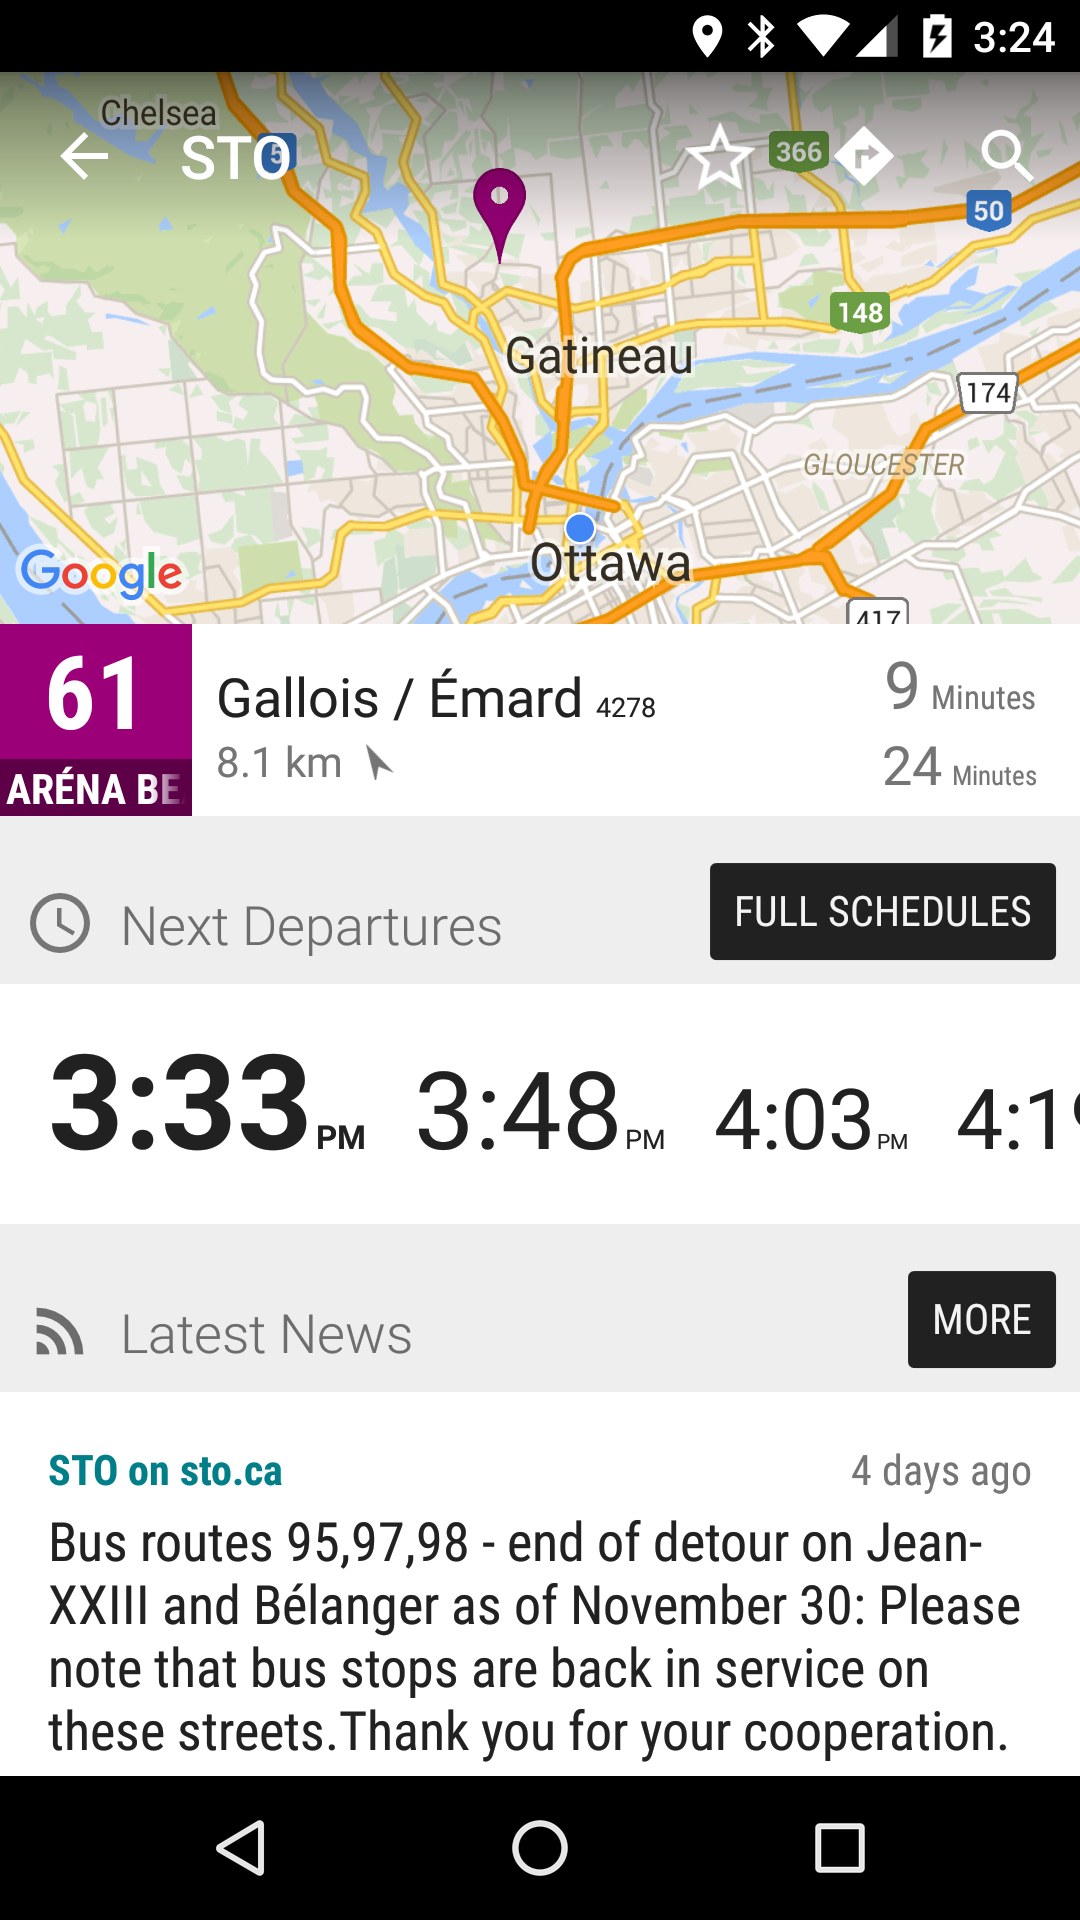 3:24
Chelsea
STO
5
366
50
148
Gatineau
174
GLOUCESTER
Ottawa
Google
417
61
ARÉNA
Gallois / Émard 4278
8.1 km
9 Minutes
24 Minutes
Next Departures
FULL SCHEDULES
3:33 PM
3:48 PM
4:03 PM
Latest News
MORE
STO on sto.ca
4 days ago
Bus routes 95,97,98 - end of detour on Jean-
XXIII and Bélanger as of November 30: Please
note that bus stops are back in service on
these streets.Thank you for your cooperation.